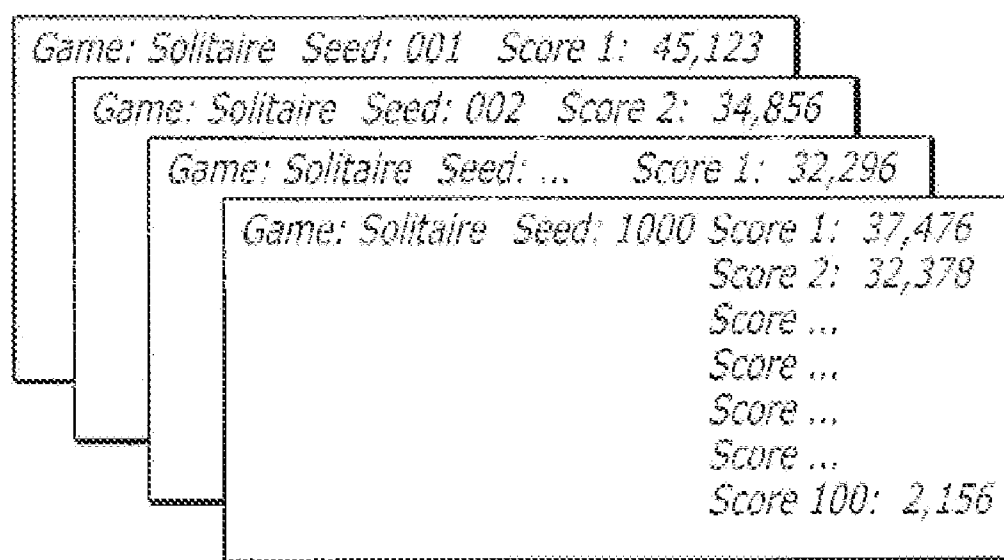 Game: Solitaire Seed: 001 Score 1: 45,123
Game: Solitaire Seed: 002 Score 2: 34,856
Game: Solitaire Seed: ... Score 1: 32,296
Game: Solitaire Seed: 1000 Score 1: 37,476
Score 2: 32,378
Score ...
Score ...
Score ...
Score ...
Score 100: 2,156